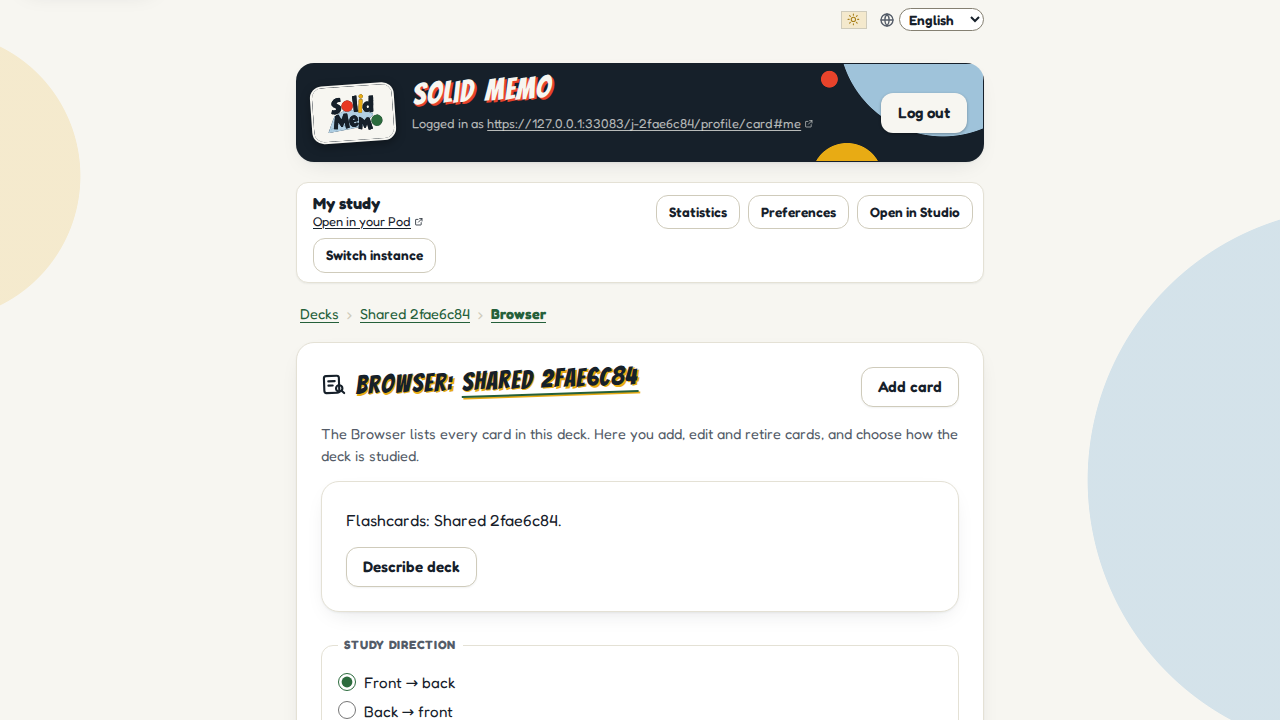 English
Solid Memo
SOLID MEMO
Logged in as https://127.0.0.1:33083/j-2fae6c84/profile/card#me
Log out
My study
Open in your Pod
Statistics
Preferences
Open in Studio
Switch instance
Decks › Shared 2fae6c84 › Browser
BROWSER: SHARED 2FAE6C84
Add card
The Browser lists every card in this deck. Here you add, edit and retire cards, and choose how the
deck is studied.
Flashcards: Shared 2fae6c84.
Describe deck
STUDY DIRECTION
Front → back
Back → front